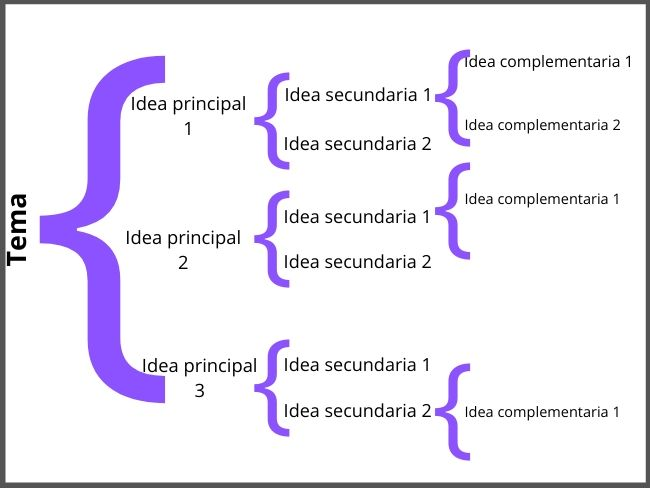 Tema
Idea principal
1
Idea secundaria 1
Idea complementaria 1
Idea complementaria 2
Idea secundaria 2
Idea principal
2
Idea secundaria 1
Idea complementaria 1
Idea secundaria 2
Idea principal
3
Idea secundaria 1
Idea secundaria 2
Idea complementaria 1